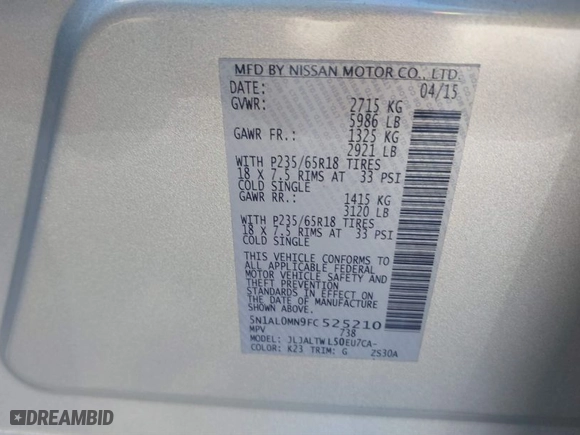 MFD BY NISSAN MOTOR CO., LTD.
DATE: 04/15
GVWR: 2715 KG
5986 LB
GAWR FR.: 1325 KG
2921 LB
WITH P235/65R18 TIRES
18 X 7.5 RIMS AT 33 PSI
COLD SINGLE
GAWR RR.: 1415 KG
3120 LB
WITH P235/65R18 TIRES
18 X 7.5 RIMS AT 33 PSI
COLD SINGLE
THIS VEHICLE CONFORMS TO
ALL APPLICABLE FEDERAL
MOTOR VEHICLE SAFETY AND
THEFT PREVENTION
STANDARDS IN EFFECT ON
THE DATE OF MANUFACTURE
SHOWN ABOVE.
5N1AL0MN9FC525210
MPV 738
MODEL: JLJALTWL50EU7CA-
COLOR: K23 TRIM: G 2S30A
DREAMBID